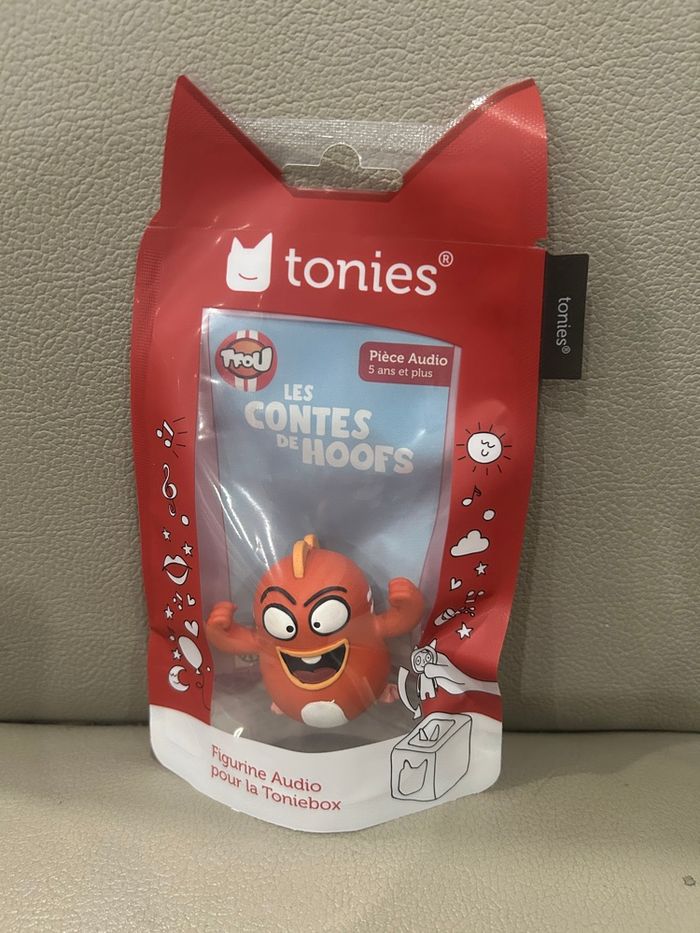 tonies®
tonies®
TFOU
Pièce Audio
5 ans et plus
LES
CONTES
DE HOOFS
Figurine Audio
pour la Toniebox